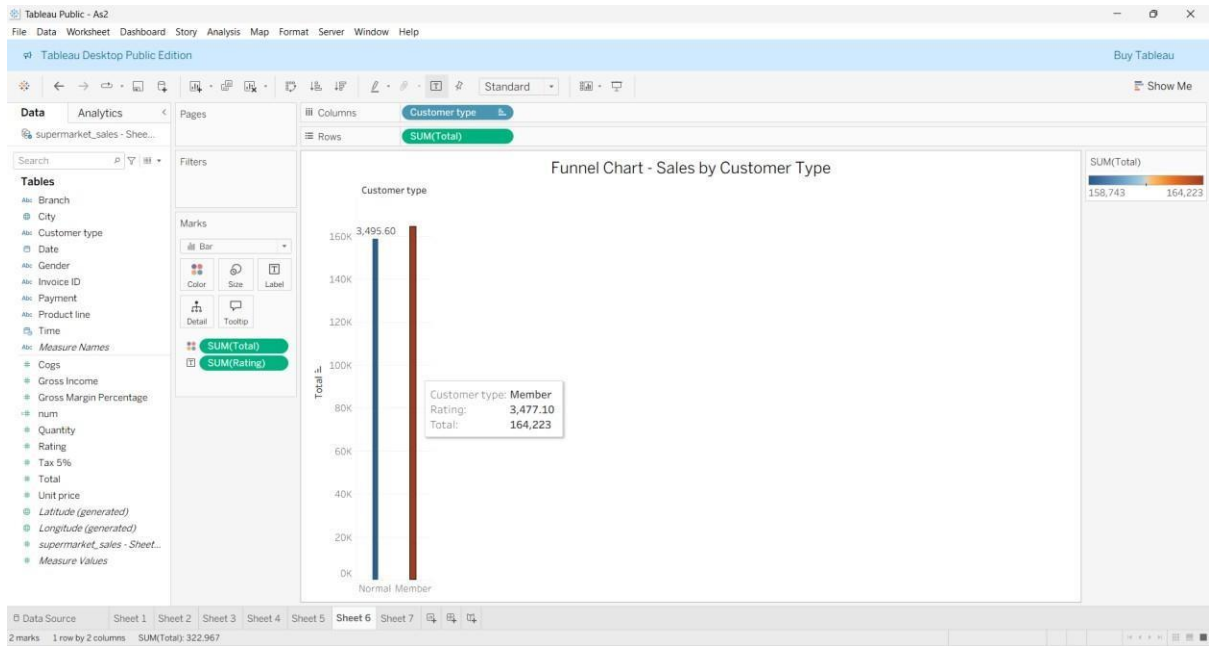 Tableau Public - As2
File Data Worksheet Dashboard Story Analysis Map Format Server Window Help
Tableau Desktop Public Edition
Buy Tableau
Standard
Show Me
Data Analytics
supermarket_sales - Shee...
Search
Tables
Abc Branch
City
Abc Customer type
Date
Abc Gender
Abc Invoice ID
Abc Payment
Abc Product line
Time
Abc Measure Names
# Cogs
# Gross Income
# Gross Margin Percentage
=# num
# Quantity
# Rating
# Tax 5%
# Total
# Unit price
Latitude (generated)
Longitude (generated)
# supermarket_sales - Sheet...
# Measure Values
Pages
Filters
Marks
Bar
Color Size Label
Detail Tooltip
SUM(Total)
SUM(Rating)
Columns Customer type
Rows SUM(Total)
Funnel Chart - Sales by Customer Type
Customer type
3,495.60
160K
140K
120K
100K
80K
60K
40K
20K
0K
Total
Normal Member
Customer type: Member
Rating: 3,477.10
Total: 164,223
SUM(Total)
158,743 164,223
Data Source Sheet 1 Sheet 2 Sheet 3 Sheet 4 Sheet 5 Sheet 6 Sheet 7
2 marks 1 row by 2 columns SUM(Total): 322,967